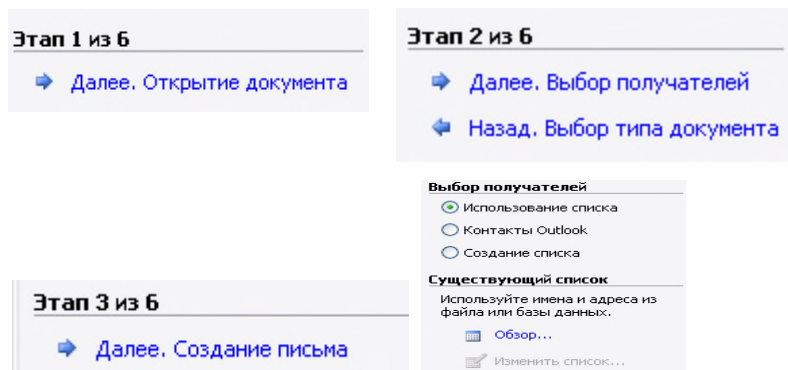 Этап 1 из 6
Далее. Открытие документа
Этап 2 из 6
Далее. Выбор получателей
Назад. Выбор типа документа
Этап 3 из 6
Далее. Создание письма
Выбор получателей
Использование списка
Контакты Outlook
Создание списка
Существующий список
Используйте имена и адреса из
файла или базы данных.
Обзор...
Изменить список...